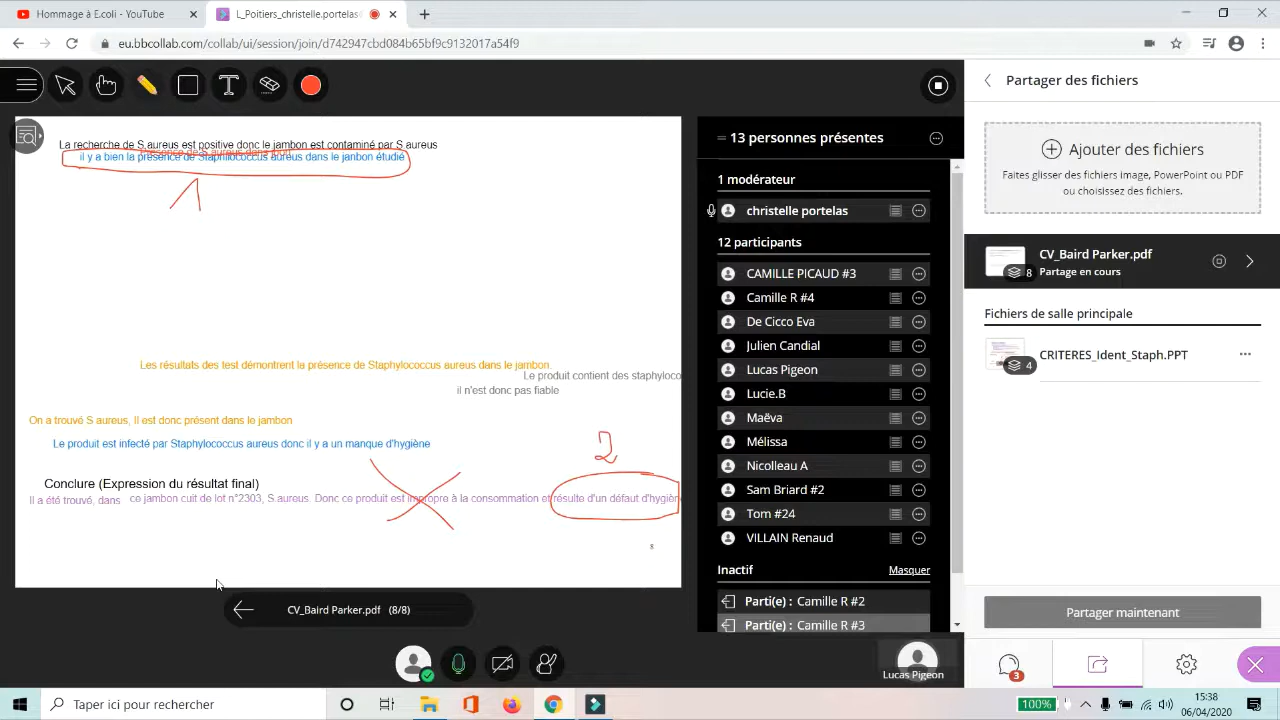 Hommage à E.coli - YouTube
L_Poitiers_christelle.portelas@
eu.bbcollab.com/collab/ui/session/join/d742947cbd084b65bf9c9132017a54f9
La recherche de S aureus est positive donc le jambon est contaminé par S aureus
il y a bien la présence de Staphilococcus aureus dans le janbon étudié
1
Les résultats des test démontrent la présence de Staphylococcus aureus dans le jambon.
Le produit contient des staphyloco
il n'est donc pas fiable
On a trouvé S aureus, Il est donc présent dans le jambon
Le produit est infecté par Staphylococcus aureus donc il y a un manque d'hygiène
2
Conclure (Expression du résultat final)
Il a été trouvé, dans ce jambon dont le lot n°2303, S.aureus. Donc ce produit est impropre à la consommation et résulte d'un défaut d'hygièn
8
CV_Baird Parker.pdf (8/8)
13 personnes présentes
1 modérateur
christelle portelas
12 participants
CAMILLE PICAUD #3
Camille R #4
De Cicco Eva
Julien Candial
Lucas Pigeon
Lucie.B
Maëva
Mélissa
Nicolleau A
Sam Briard #2
Tom #24
VILLAIN Renaud
Inactif Masquer
Parti(e) : Camille R #2
Parti(e) : Camille R #3
Lucas Pigeon
Partager des fichiers
Ajouter des fichiers
Faites glisser des fichiers image, PowerPoint ou PDF
ou choisissez des fichiers.
CV_Baird Parker.pdf
8 Partage en cours
Fichiers de salle principale
CRITERES_Ident_Staph.PPT
4
Partager maintenant
3
Taper ici pour rechercher
100%
15:38
06/04/2020